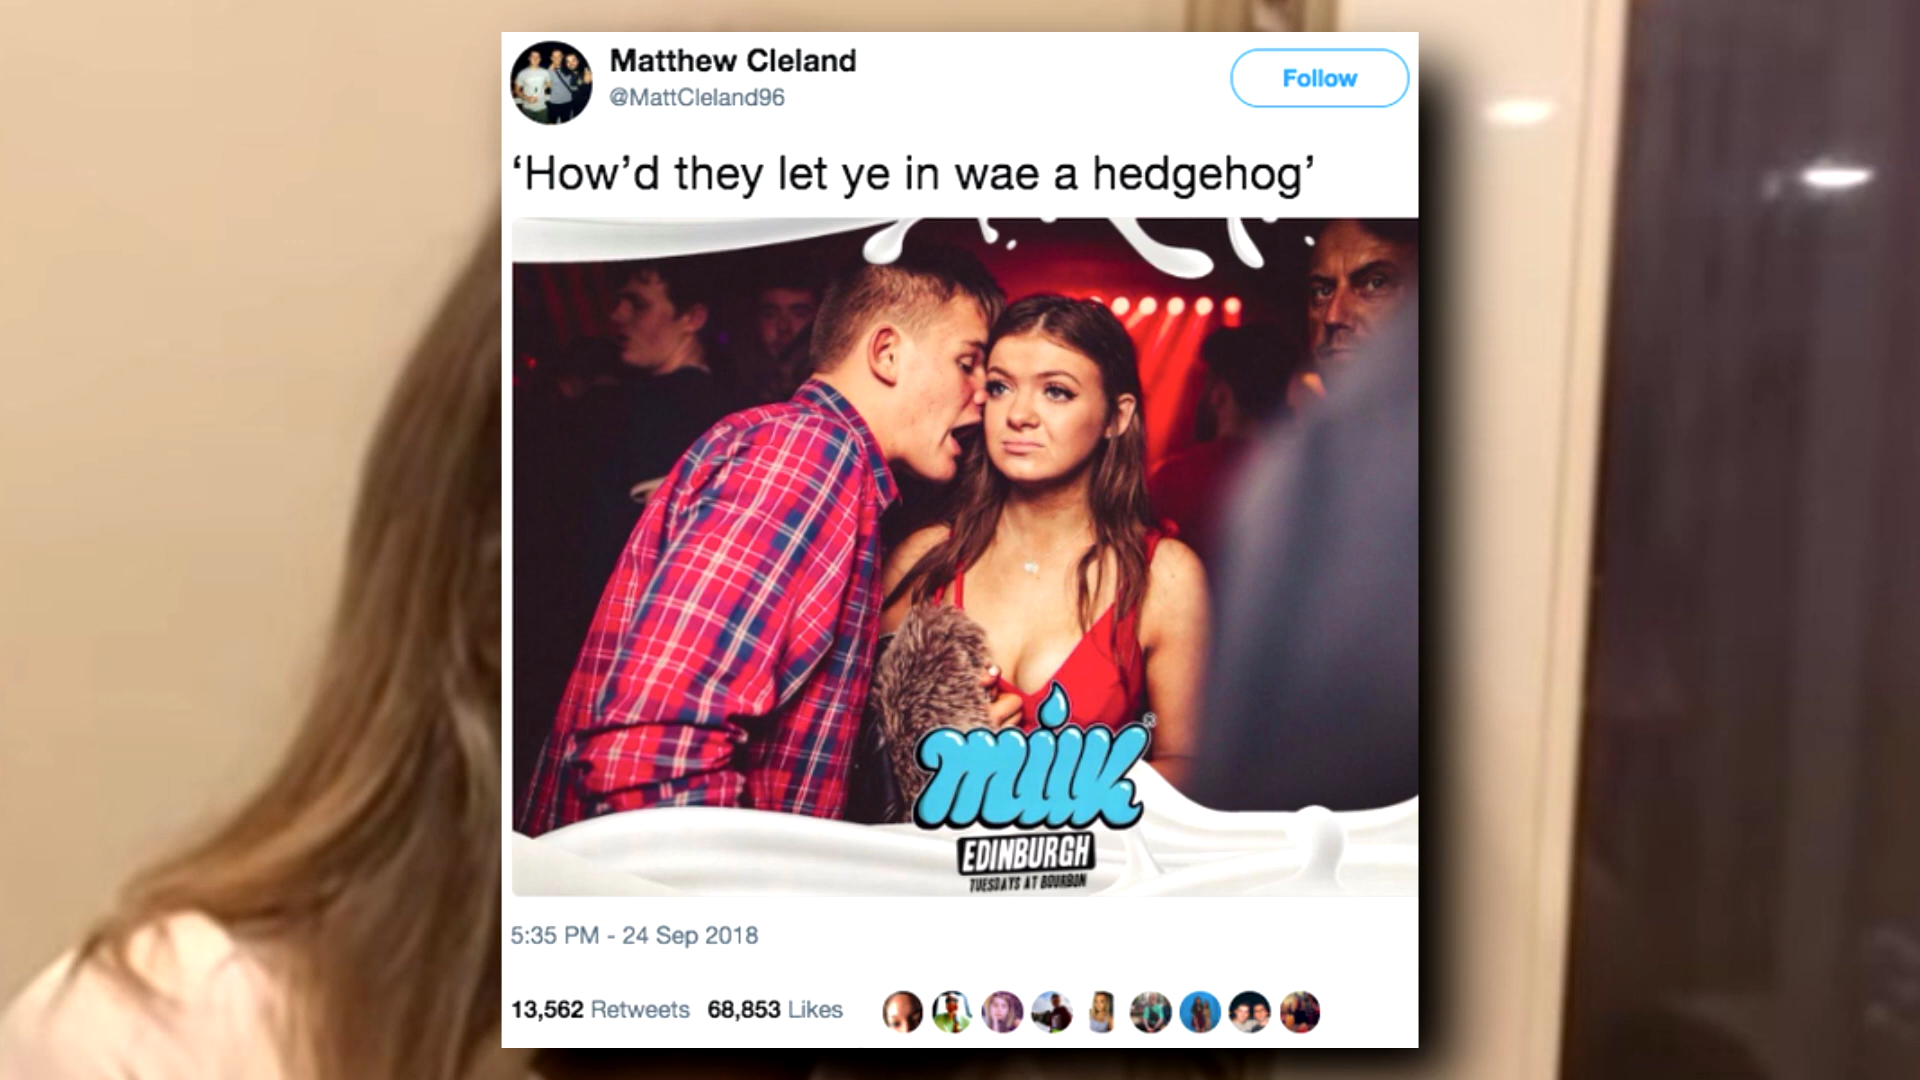 Matthew Cleland
@MattCleland96
Follow
‘How’d they let ye in wae a hedgehog’
milk®
EDINBURGH
TUESDAYS AT BOURBON
5:35 PM - 24 Sep 2018
13,562 Retweets 68,853 Likes